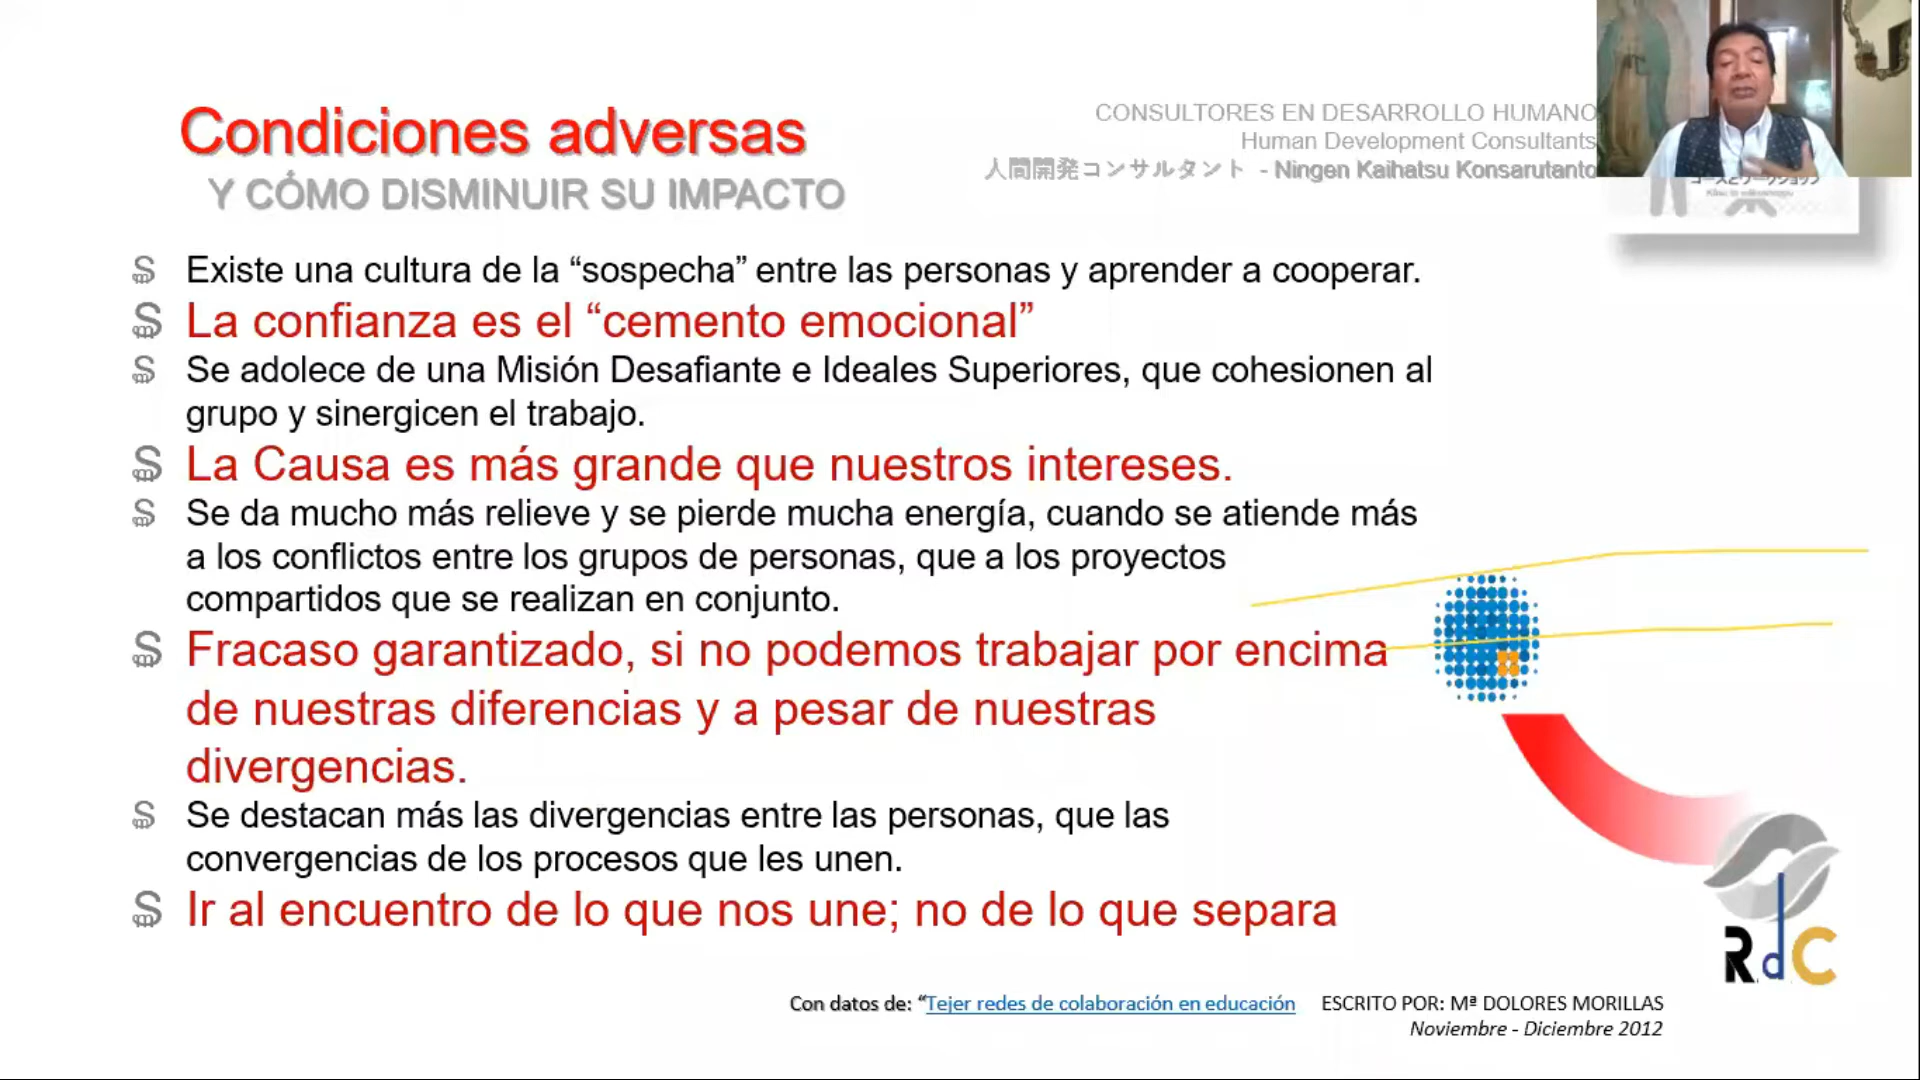 Condiciones adversas
Y CÓMO DISMINUIR SU IMPACTO
CONSULTORES EN DESARROLLO HUMANO
Human Development Consultants
人間開発コンサルタント - Ningen Kaihatsu Konsarutanto
Existe una cultura de la “sospecha” entre las personas y aprender a cooperar.
La confianza es el “cemento emocional”
Se adolece de una Misión Desafiante e Ideales Superiores, que cohesionen al
grupo y sinergicen el trabajo.
La Causa es más grande que nuestros intereses.
Se da mucho más relieve y se pierde mucha energía, cuando se atiende más
a los conflictos entre los grupos de personas, que a los proyectos
compartidos que se realizan en conjunto.
Fracaso garantizado, si no podemos trabajar por encima
de nuestras diferencias y a pesar de nuestras
divergencias.
Se destacan más las divergencias entre las personas, que las
convergencias de los procesos que les unen.
Ir al encuentro de lo que nos une; no de lo que separa
RdC
Con datos de: “Tejer redes de colaboración en educación ESCRITO POR: Mª DOLORES MORILLAS
Noviembre - Diciembre 2012